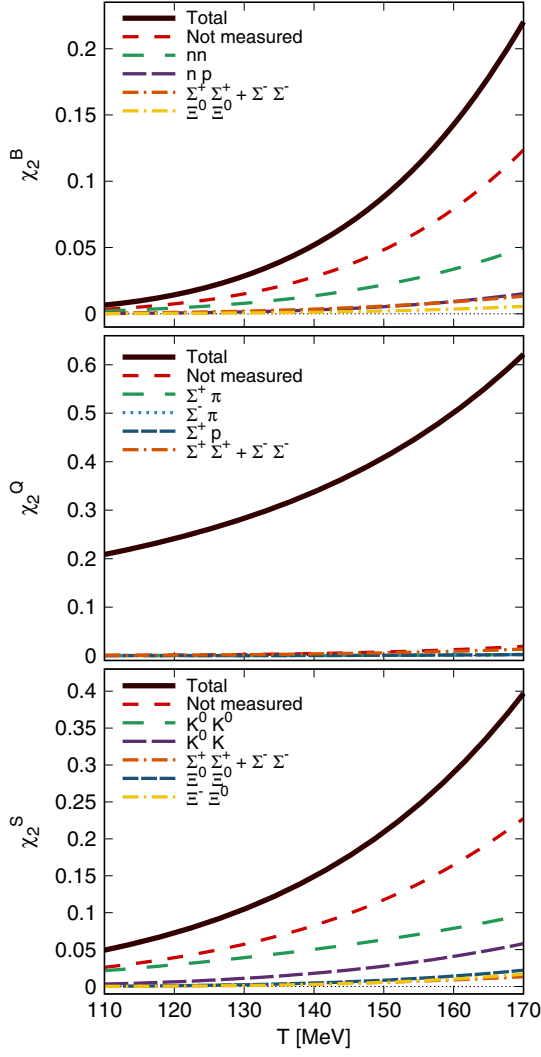 Total
Not measured
nn
n p
Σ⁺ Σ⁺ + Σ⁻ Σ⁻
Ξ⁰ Ξ⁰
0.2
0.15
0.1
0.05
0
χ₂ᴮ
Total
Not measured
Σ⁺ π
Σ⁻ π
Σ⁺ p
Σ⁺ Σ⁺ + Σ⁻ Σ⁻
0.6
0.5
0.4
0.3
0.2
0.1
0
χ₂^Q
Total
Not measured
K⁰ K⁰
K⁰ K
Σ⁺ Σ⁺ + Σ⁻ Σ⁻
Ξ⁰ Ξ⁰
Ξ⁻ Ξ⁰
0.4
0.35
0.3
0.25
0.2
0.15
0.1
0.05
0
χ₂^S
110 120 130 140 150 160 170
T [MeV]